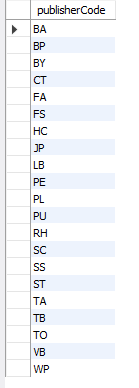 publisherCode
BA
BP
BY
CT
FA
FS
HC
JP
LB
PE
PL
PU
RH
SC
SS
ST
TA
TB
TO
VB
WP